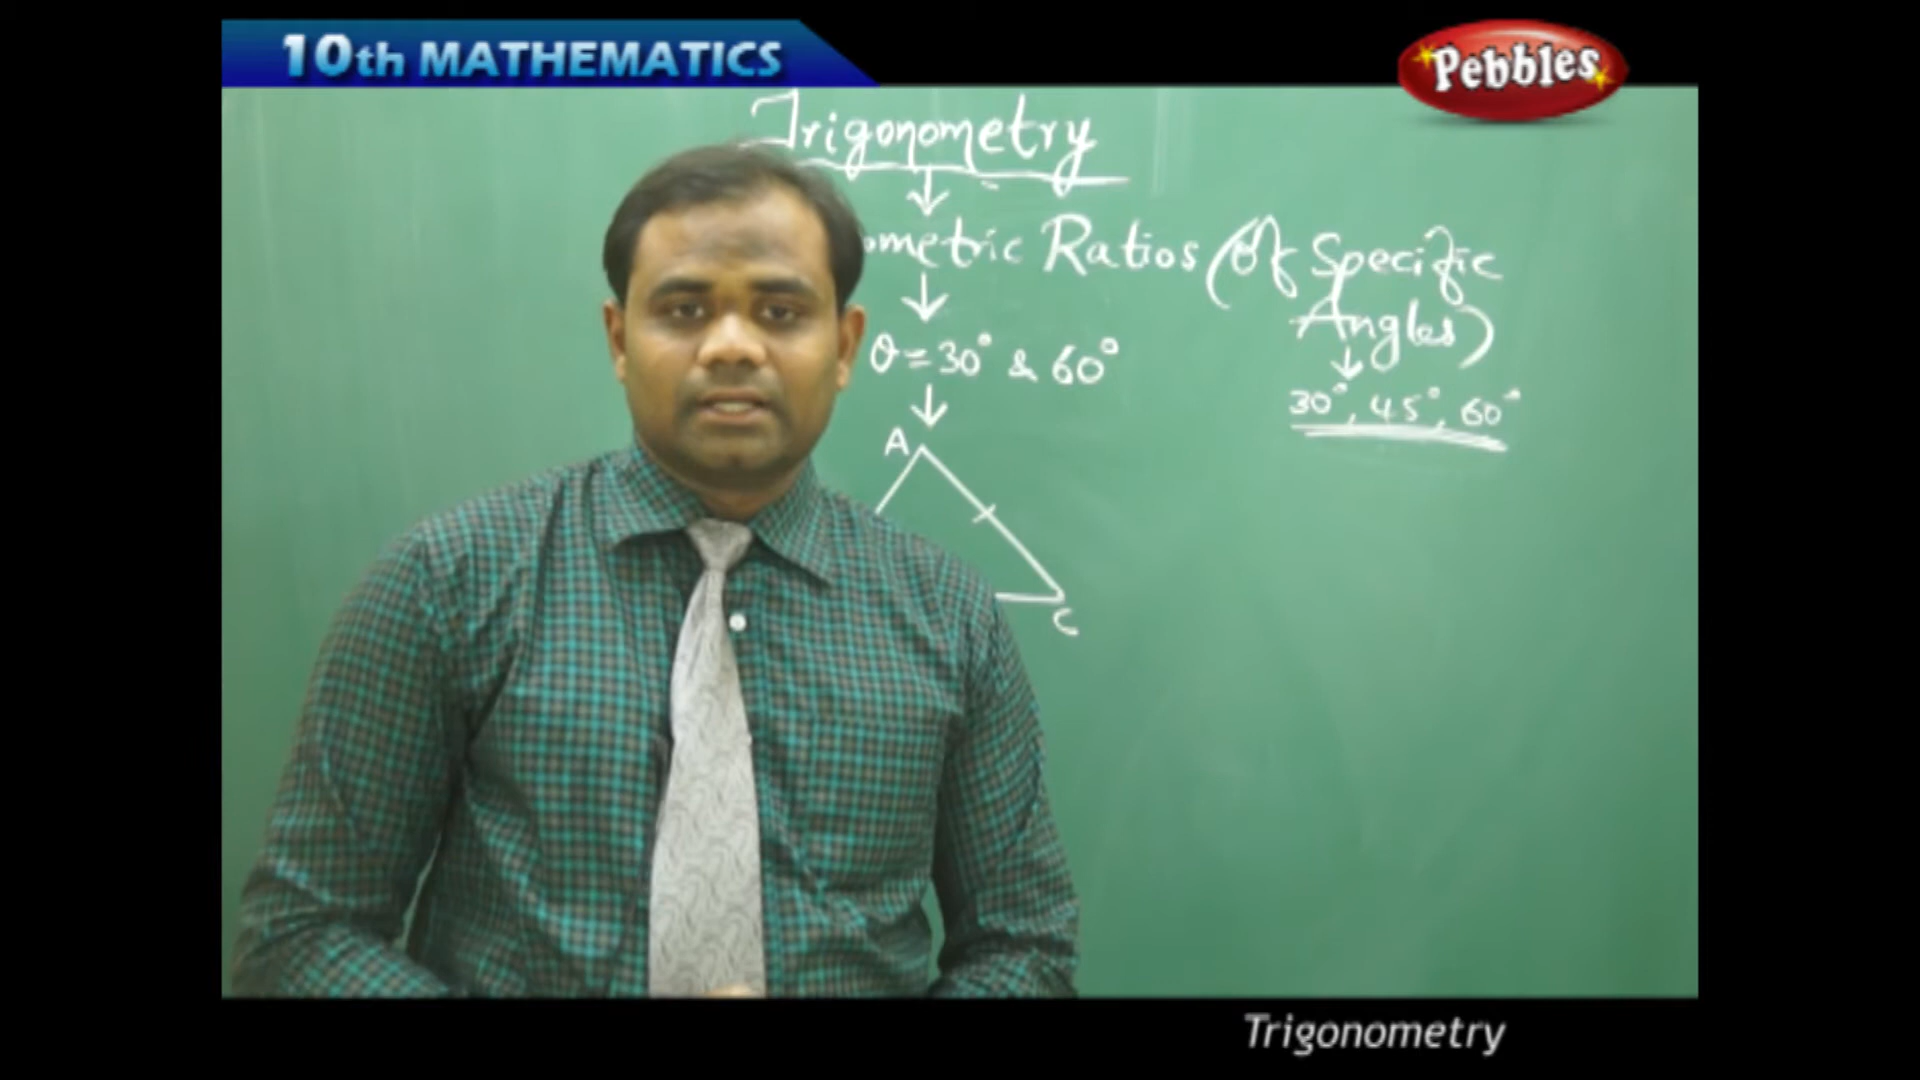 10th MATHEMATICS
Pebbles
Trigonometry
ometric Ratios (Of Specific
Angles)
θ = 30° & 60°
30°, 45°, 60°
A
C
Trigonometry